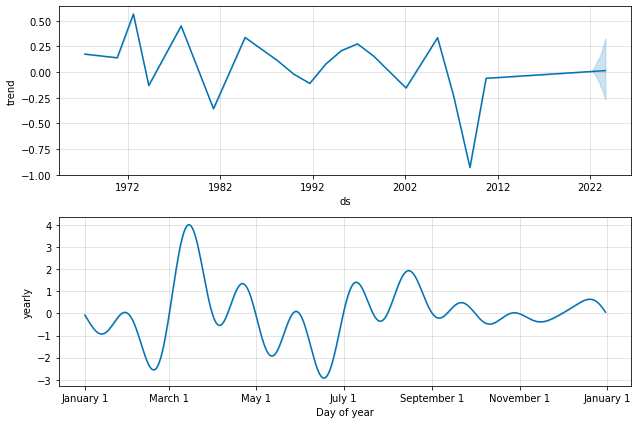 0.50
0.25
0.00
−0.25
−0.50
−0.75
−1.00
trend
1972 1982 1992 2002 2012 2022
ds
4
3
2
1
0
−1
−2
−3
yearly
January 1 March 1 May 1 July 1 September 1 November 1 January 1
Day of year